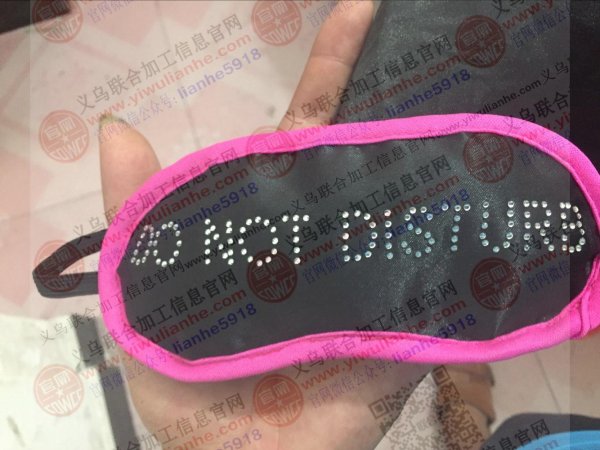 DO NOT DISTURB
义乌联合加工信息官网
www.yiwulianhe.com
官网微信公众号:lianhe5918